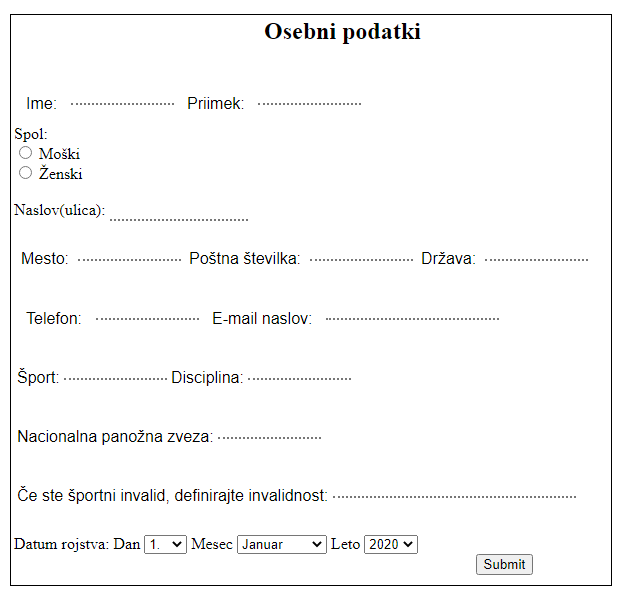 Osebni podatki
Ime: Priimek:
Spol:
Moški
Ženski
Naslov(ulica):
Mesto: Poštna številka: Država:
Telefon: E-mail naslov:
Šport: Disciplina:
Nacionalna panožna zveza:
Če ste športni invalid, definirajte invalidnost:
Datum rojstva: Dan 1. Mesec Januar Leto 2020
Submit